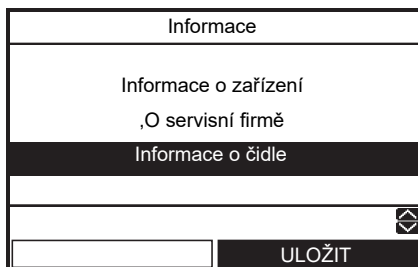 Informace
Informace o zařízení
,O servisní firmě
Informace o čidle
ULOŽIT